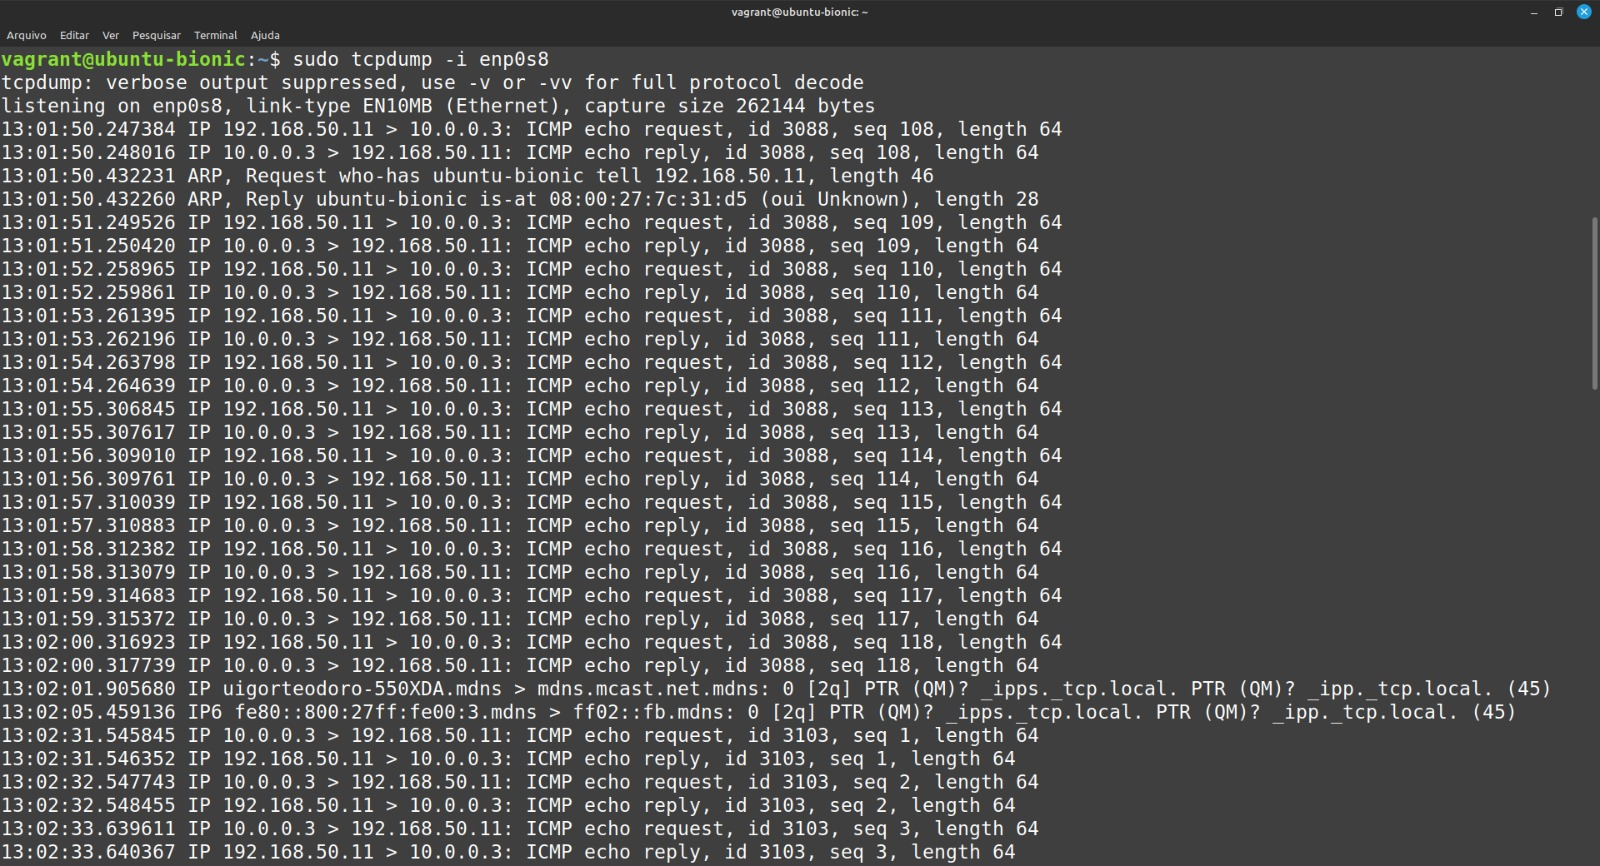 vagrant@ubuntu-bionic: ~
Arquivo Editar Ver Pesquisar Terminal Ajuda
vagrant@ubuntu-bionic:~$ sudo tcpdump -i enp0s8
tcpdump: verbose output suppressed, use -v or -vv for full protocol decode
listening on enp0s8, link-type EN10MB (Ethernet), capture size 262144 bytes
13:01:50.247384 IP 192.168.50.11 > 10.0.0.3: ICMP echo request, id 3088, seq 108, length 64
13:01:50.248016 IP 10.0.0.3 > 192.168.50.11: ICMP echo reply, id 3088, seq 108, length 64
13:01:50.432231 ARP, Request who-has ubuntu-bionic tell 192.168.50.11, length 46
13:01:50.432260 ARP, Reply ubuntu-bionic is-at 08:00:27:7c:31:d5 (oui Unknown), length 28
13:01:51.249526 IP 192.168.50.11 > 10.0.0.3: ICMP echo request, id 3088, seq 109, length 64
13:01:51.250420 IP 10.0.0.3 > 192.168.50.11: ICMP echo reply, id 3088, seq 109, length 64
13:01:52.258965 IP 192.168.50.11 > 10.0.0.3: ICMP echo request, id 3088, seq 110, length 64
13:01:52.259861 IP 10.0.0.3 > 192.168.50.11: ICMP echo reply, id 3088, seq 110, length 64
13:01:53.261395 IP 192.168.50.11 > 10.0.0.3: ICMP echo request, id 3088, seq 111, length 64
13:01:53.262196 IP 10.0.0.3 > 192.168.50.11: ICMP echo reply, id 3088, seq 111, length 64
13:01:54.263798 IP 192.168.50.11 > 10.0.0.3: ICMP echo request, id 3088, seq 112, length 64
13:01:54.264639 IP 10.0.0.3 > 192.168.50.11: ICMP echo reply, id 3088, seq 112, length 64
13:01:55.306845 IP 192.168.50.11 > 10.0.0.3: ICMP echo request, id 3088, seq 113, length 64
13:01:55.307617 IP 10.0.0.3 > 192.168.50.11: ICMP echo reply, id 3088, seq 113, length 64
13:01:56.309010 IP 192.168.50.11 > 10.0.0.3: ICMP echo request, id 3088, seq 114, length 64
13:01:56.309761 IP 10.0.0.3 > 192.168.50.11: ICMP echo reply, id 3088, seq 114, length 64
13:01:57.310039 IP 192.168.50.11 > 10.0.0.3: ICMP echo request, id 3088, seq 115, length 64
13:01:57.310883 IP 10.0.0.3 > 192.168.50.11: ICMP echo reply, id 3088, seq 115, length 64
13:01:58.312382 IP 192.168.50.11 > 10.0.0.3: ICMP echo request, id 3088, seq 116, length 64
13:01:58.313079 IP 10.0.0.3 > 192.168.50.11: ICMP echo reply, id 3088, seq 116, length 64
13:01:59.314683 IP 192.168.50.11 > 10.0.0.3: ICMP echo request, id 3088, seq 117, length 64
13:01:59.315372 IP 10.0.0.3 > 192.168.50.11: ICMP echo reply, id 3088, seq 117, length 64
13:02:00.316923 IP 192.168.50.11 > 10.0.0.3: ICMP echo request, id 3088, seq 118, length 64
13:02:00.317739 IP 10.0.0.3 > 192.168.50.11: ICMP echo reply, id 3088, seq 118, length 64
13:02:01.905680 IP uigorteodoro-550XDA.mdns > mdns.mcast.net.mdns: 0 [2q] PTR (QM)? _ipps._tcp.local. PTR (QM)? _ipp._tcp.local. (45)
13:02:05.459136 IP6 fe80::800:27ff:fe00:3.mdns > ff02::fb.mdns: 0 [2q] PTR (QM)? _ipps._tcp.local. PTR (QM)? _ipp._tcp.local. (45)
13:02:31.545845 IP 10.0.0.3 > 192.168.50.11: ICMP echo request, id 3103, seq 1, length 64
13:02:31.546352 IP 192.168.50.11 > 10.0.0.3: ICMP echo reply, id 3103, seq 1, length 64
13:02:32.547743 IP 10.0.0.3 > 192.168.50.11: ICMP echo request, id 3103, seq 2, length 64
13:02:32.548455 IP 192.168.50.11 > 10.0.0.3: ICMP echo reply, id 3103, seq 2, length 64
13:02:33.639611 IP 10.0.0.3 > 192.168.50.11: ICMP echo request, id 3103, seq 3, length 64
13:02:33.640367 IP 192.168.50.11 > 10.0.0.3: ICMP echo reply, id 3103, seq 3, length 64